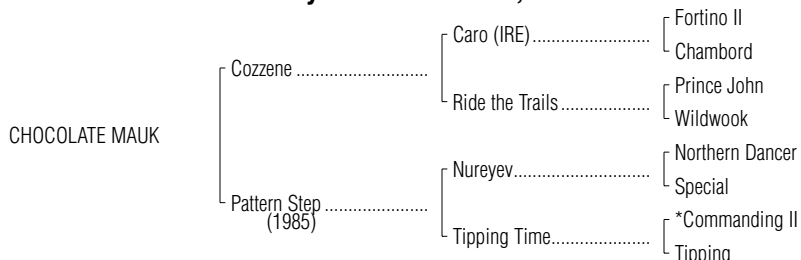 Fortino II
Caro (IRE)
Chambord
Cozzene
Prince John
Ride the Trails
Wildwook
CHOCOLATE MAUK
Northern Dancer
Nureyev
Special
Pattern Step
(1985)
*Commanding II
Tipping Time
Tipping